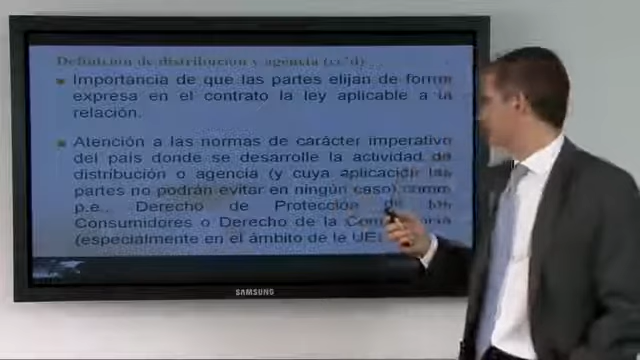 Definición de distribución y agencia (ct'd)
Importancia de que las partes elijan de forma
expresa en el contrato la ley aplicable a la
relación.
Atención a las normas de carácter imperativo
del país donde se desarrolle la actividad de
distribución o agencia (y cuya aplicación las
partes no podrán evitar en ningún caso) como
p.e., Derecho de Protección de los
Consumidores o Derecho de la
(especialmente en el ámbito de le UE
SAMSUNG